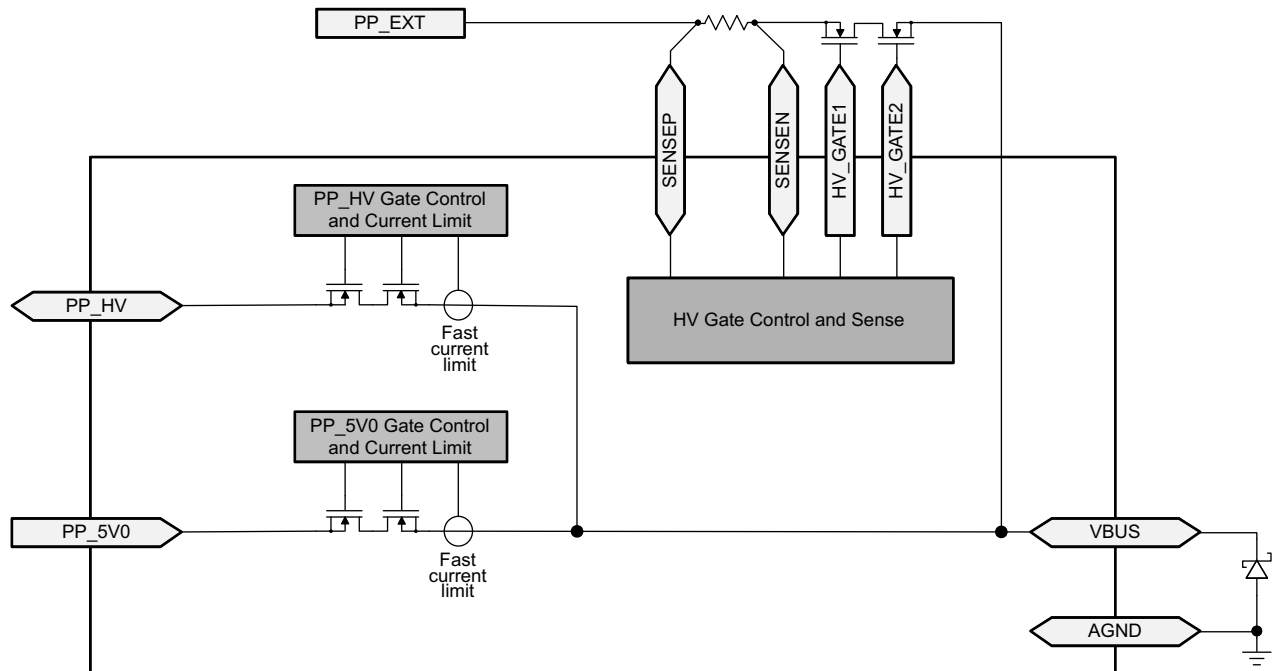 PP_EXT
SENSEP
SENSEN
HV_GATE1
HV_GATE2
PP_HV Gate Control
and Current Limit
PP_HV
Fast
current
limit
HV Gate Control and Sense
PP_5V0 Gate Control
and Current Limit
PP_5V0
Fast
current
limit
VBUS
AGND